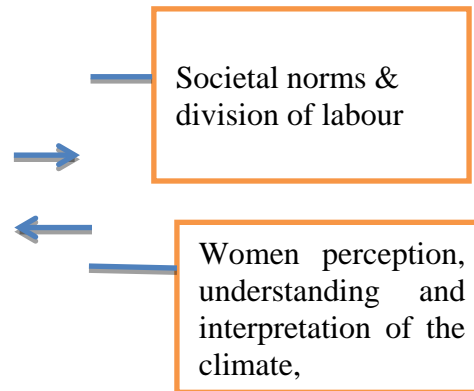 Societal norms &
division of labour
Women perception,
understanding and
interpretation of the
climate,